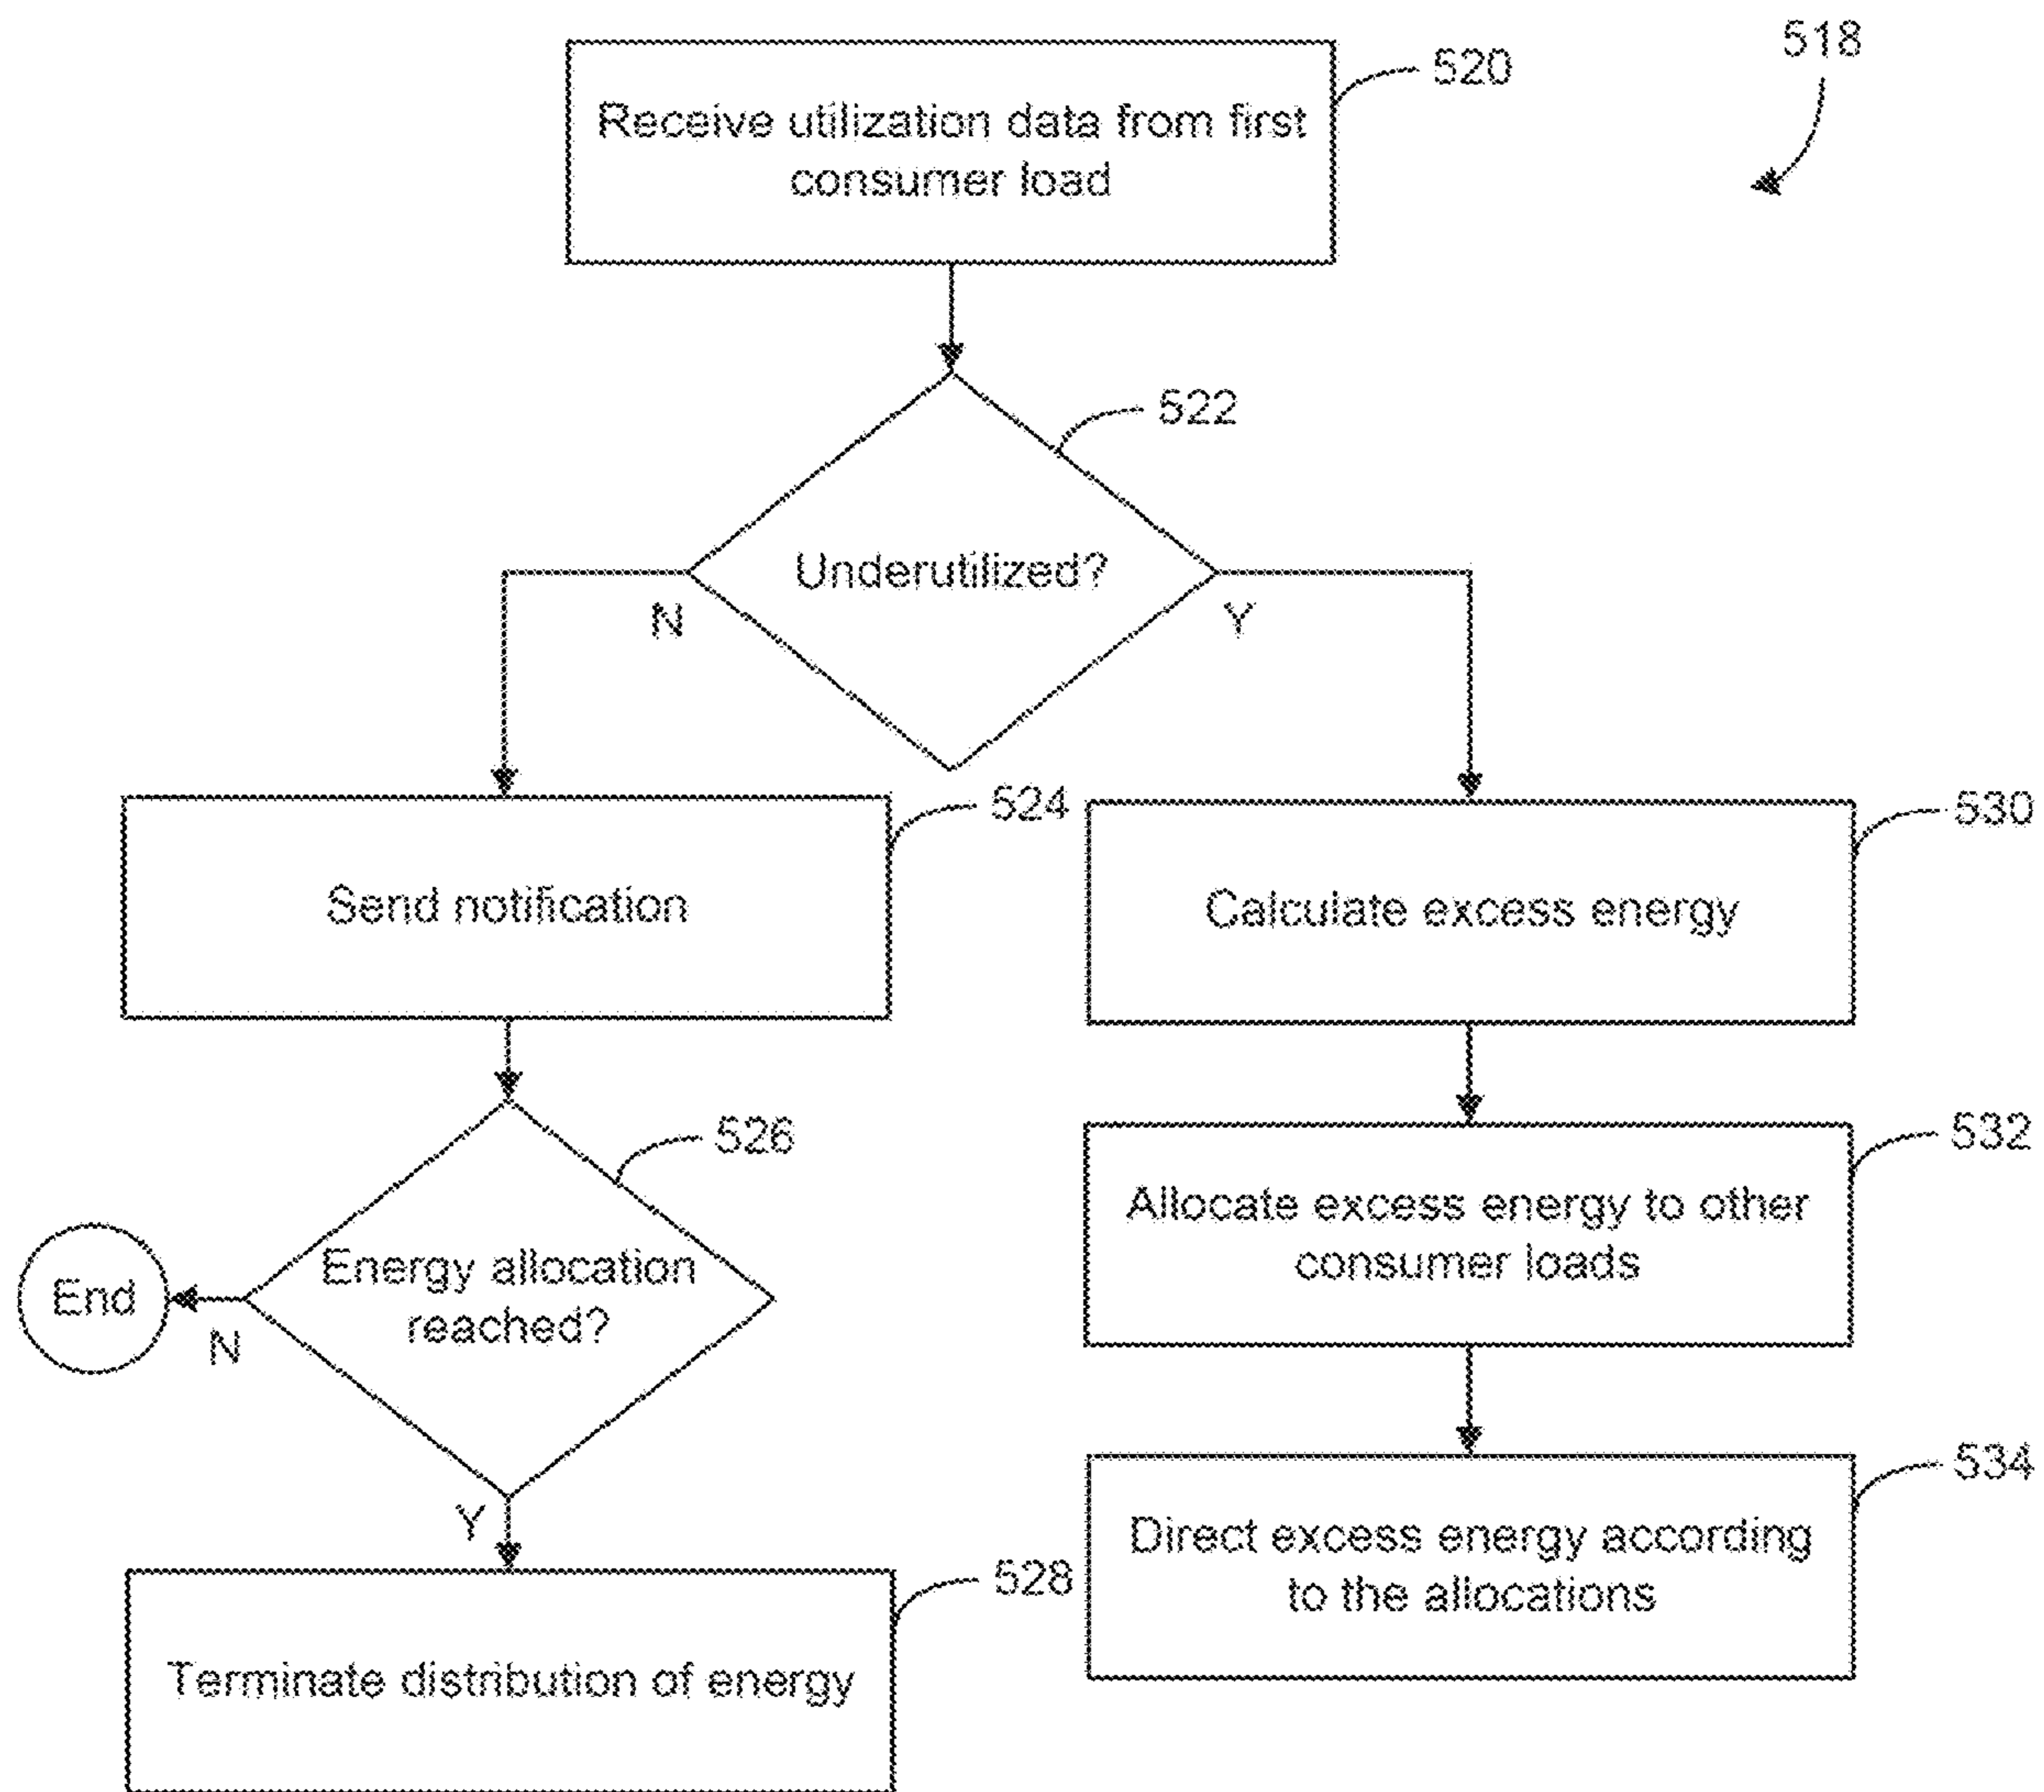 518
520
Receive utilization data from first
consumer load
522
Underutilized?
N
Y
524
Send notification
530
Calculate excess energy
526
Energy allocation
reached?
End
N
Y
532
Allocate excess energy to other
consumer loads
534
Direct excess energy according
to the allocations
528
Terminate distribution of energy